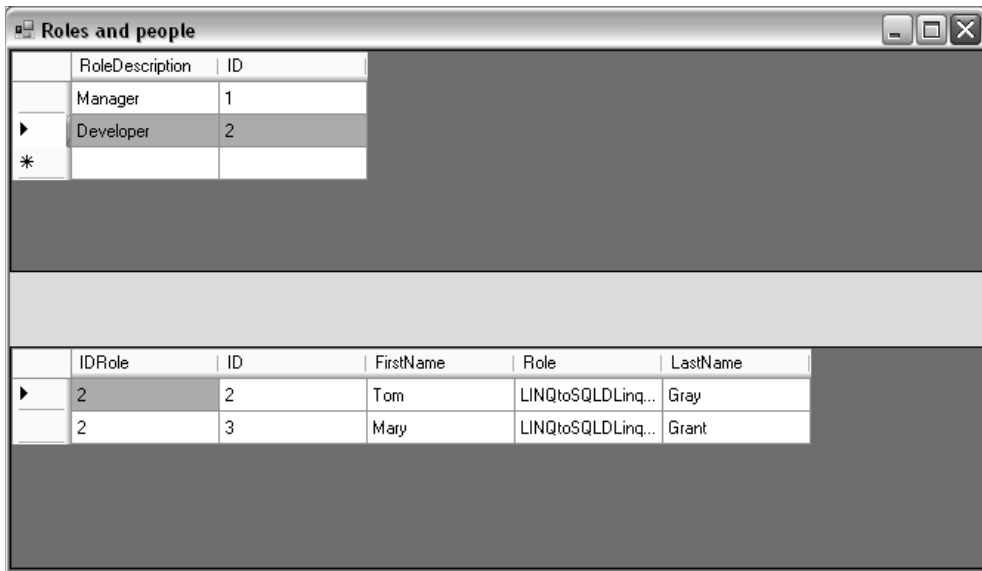 Roles and people
RoleDescription ID
Manager 1
Developer 2
IDRole ID FirstName Role LastName
2 2 Tom LINQtoSQLDLinq... Gray
2 3 Mary LINQtoSQLDLinq... Grant